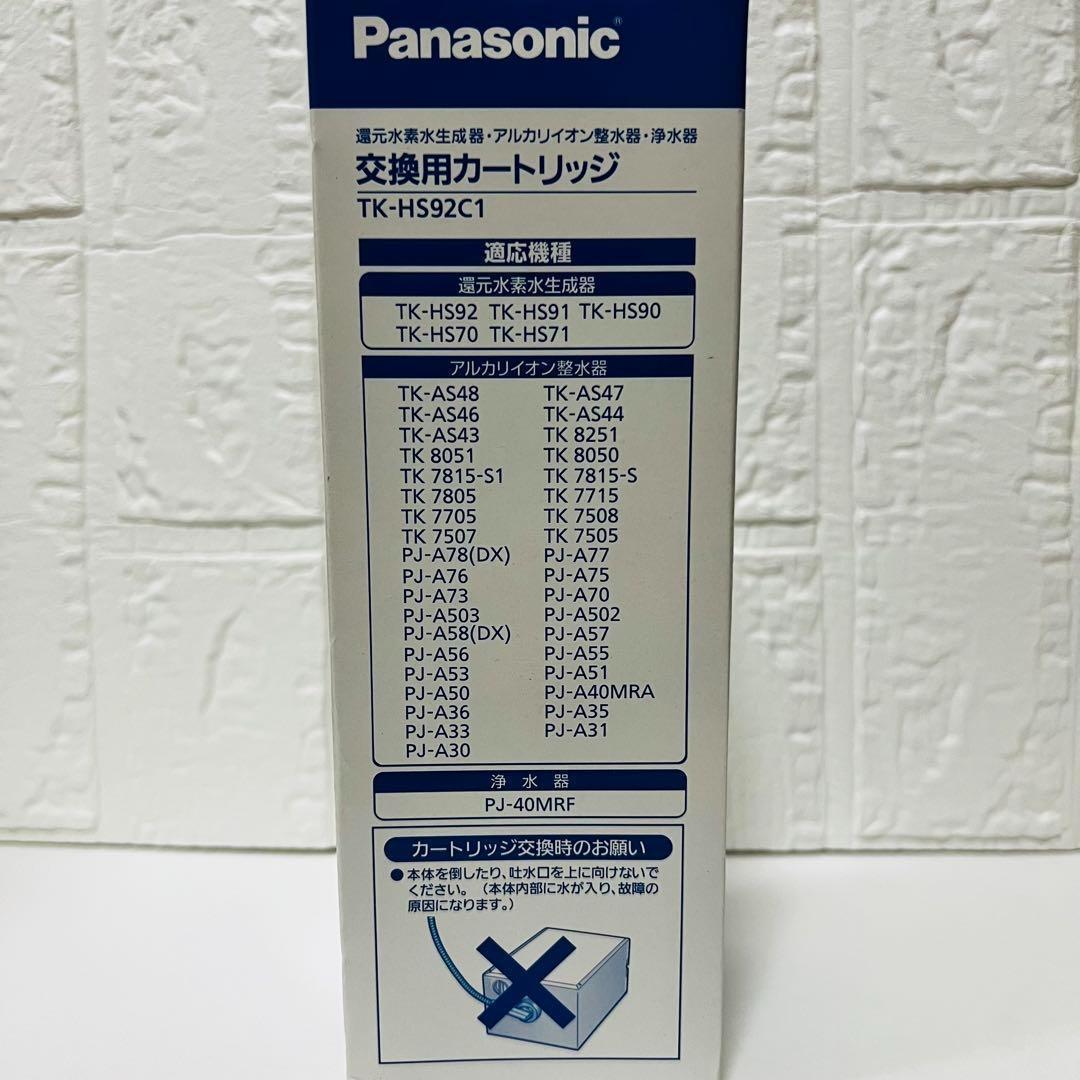 Panasonic®
還元水素水生成器・アルカリイオン整水器・浄水器
交換用カートリッジ
TK-HS92C1
適応機種
還元水素水生成器
TK-HS92 TK-HS91 TK-HS90
TK-HS70 TK-HS71
アルカリイオン整水器
TK-AS48 TK-AS47
TK-AS46 TK-AS44
TK-AS43 TK 8251
TK 8051 TK 8050
TK 7815-S1 TK 7815-S
TK 7805 TK 7715
TK 7705 TK 7508
TK 7507 TK 7505
PJ-A78(DX) PJ-A77
PJ-A76 PJ-A75
PJ-A73 PJ-A70
PJ-A503 PJ-A502
PJ-A58(DX) PJ-A57
PJ-A56 PJ-A55
PJ-A53 PJ-A51
PJ-A50 PJ-A40MRA
PJ-A36 PJ-A35
PJ-A33 PJ-A31
PJ-A30
浄水器
PJ-40MRF
カートリッジ交換時のお願い
●本体を倒したり、吐水口を上に向けないで
ください。（本体内部に水が入り、故障の
原因になります。）